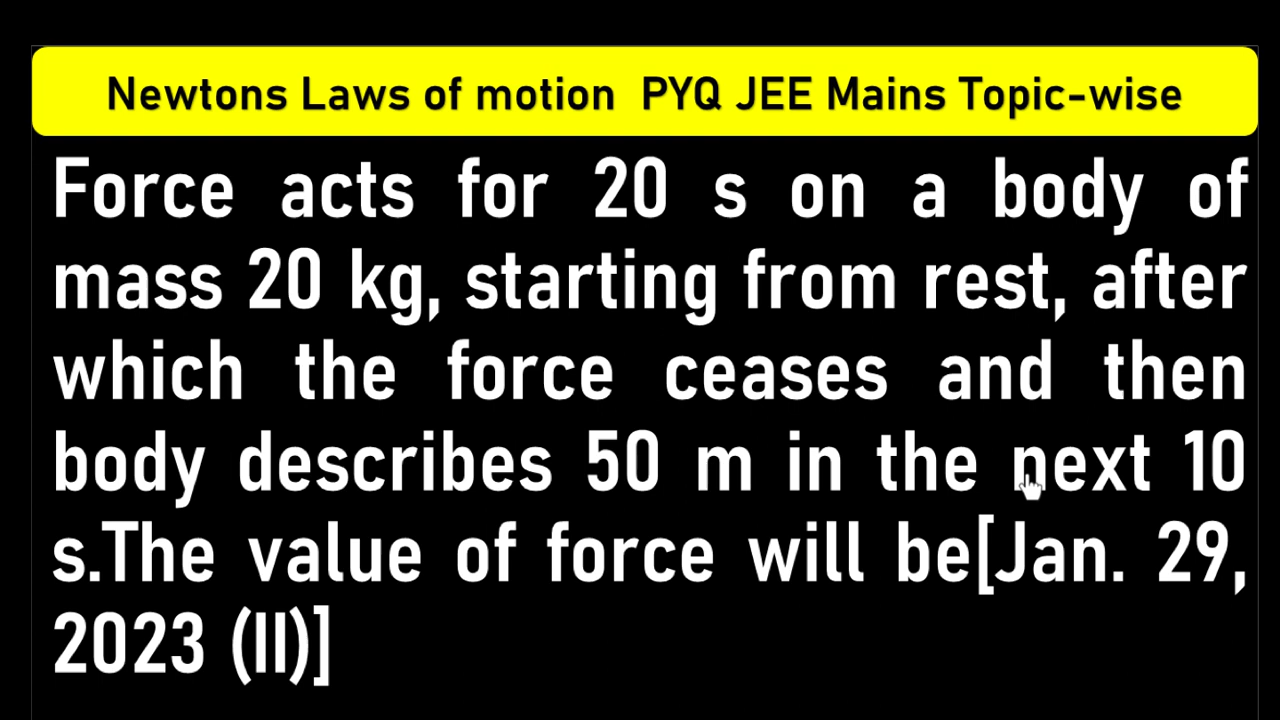 Newtons Laws of motion PYQ JEE Mains Topic-wise
Force acts for 20 s on a body of
mass 20 kg, starting from rest, after
which the force ceases and then
body describes 50 m in the next 10
s.The value of force will be[Jan. 29,
2023 (II)]